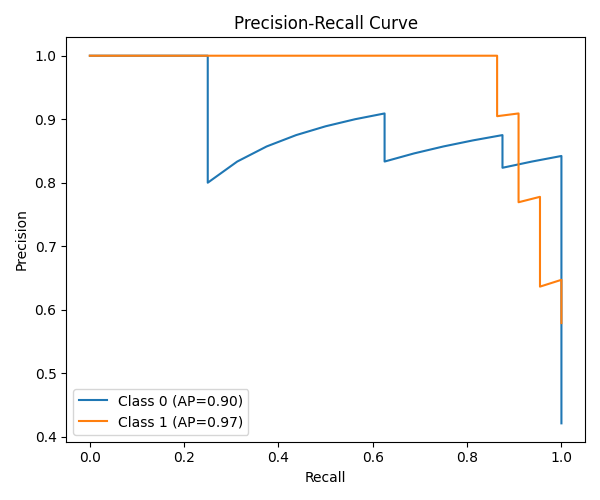 Precision-Recall Curve
1.0
0.9
0.8
0.7
0.6
0.5
0.4
Precision
Class 0 (AP=0.90)
Class 1 (AP=0.97)
0.0 0.2 0.4 0.6 0.8 1.0
Recall